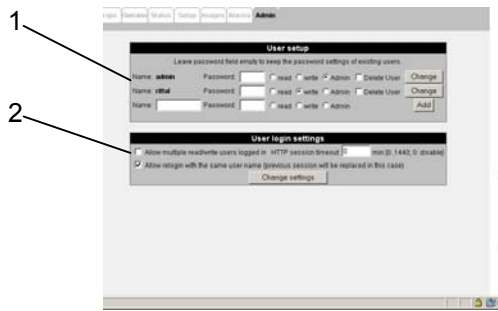 1
2
Status Setup Images Alarms Admin
User setup
Leave password field empty to keep the password settings of existing users.
Name: admin Password: read write Admin Delete User Change
Name: rittal Password: read write Admin Delete User Change
Name: Password: read write Admin Add
User login settings
Allow multiple read/write users logged in HTTP session timeout: 0 min [0, 1440; 0: disable]
Allow relogin with the same user name (previous session will be replaced in this case)
Change settings